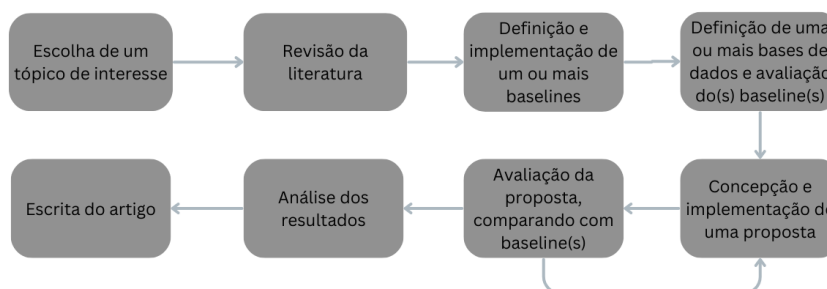 Escolha de um
tópico de interesse
Revisão da
literatura
Definição e
implementação de
um ou mais
baselines
Definição de uma
ou mais bases de
dados e avaliação
do(s) baseline(s)
Concepção e
implementação de
uma proposta
Avaliação da
proposta,
comparando com
baseline(s)
Análise dos
resultados
Escrita do artigo